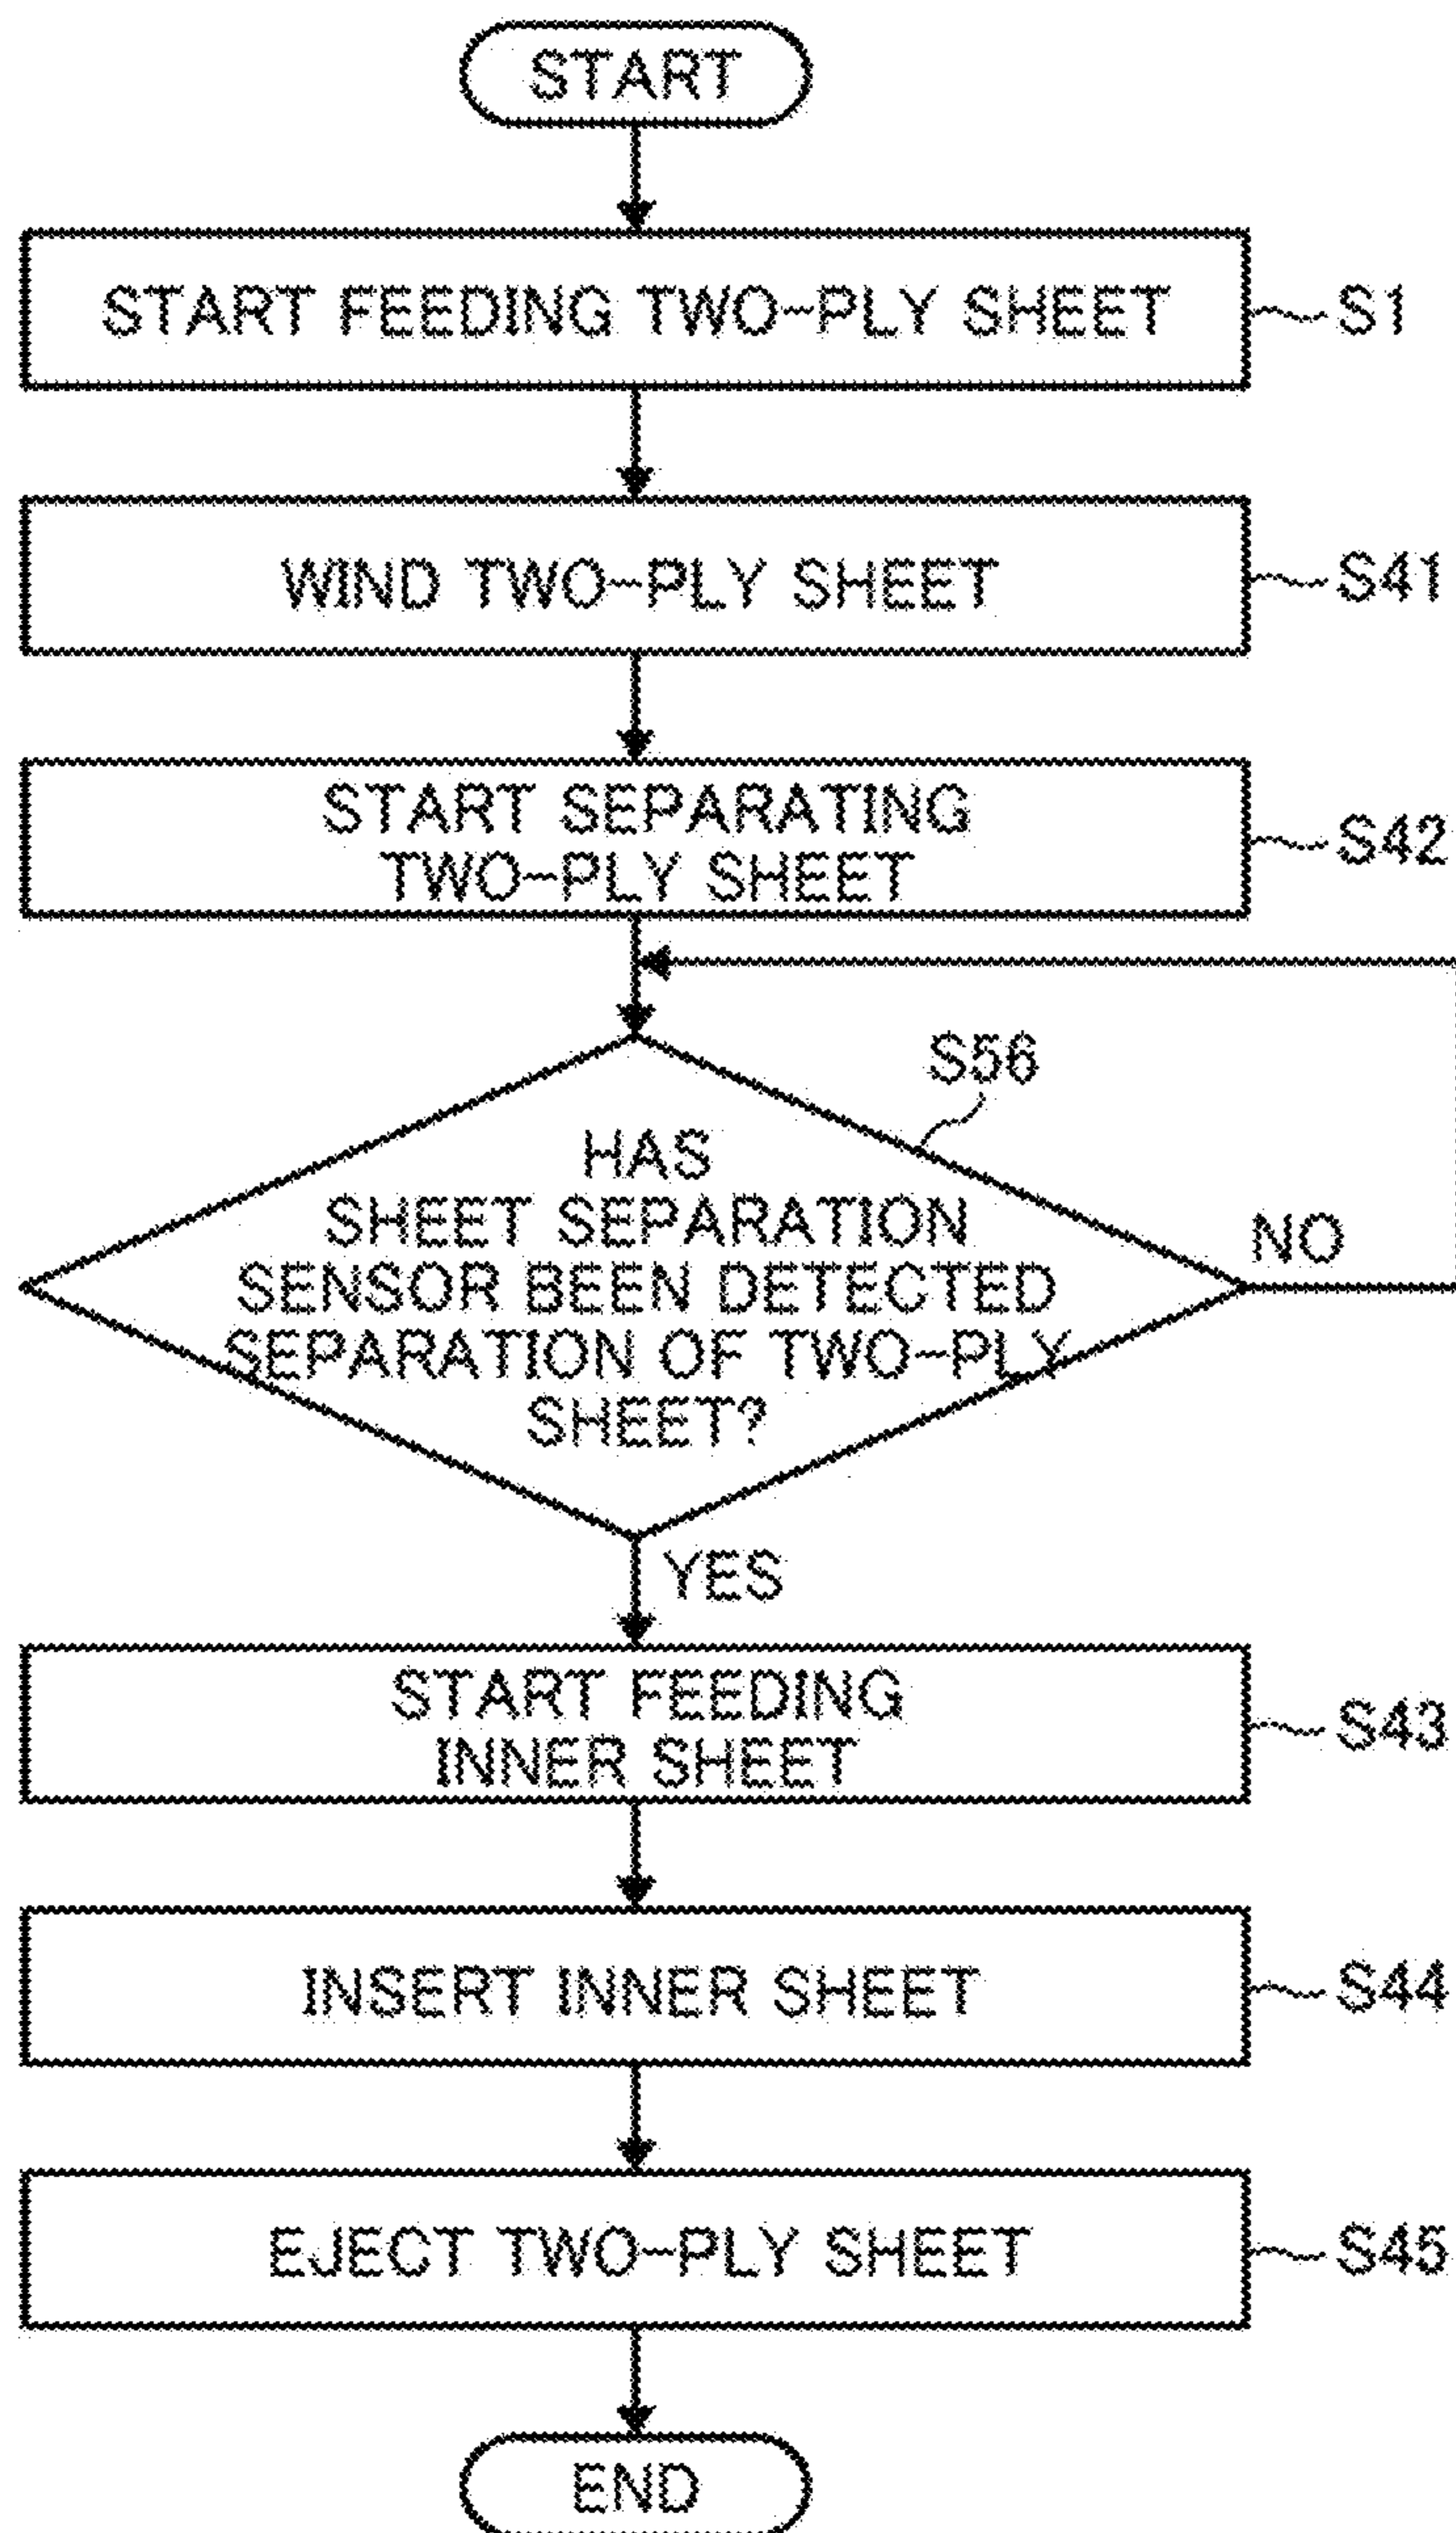 START
START FEEDING TWO-PLY SHEET
S1
WIND TWO-PLY SHEET
S41
START SEPARATING
TWO-PLY SHEET
S42
S56
HAS
SHEET SEPARATION
SENSOR BEEN DETECTED
SEPARATION OF TWO-PLY
SHEET?
NO
YES
START FEEDING
INNER SHEET
S43
INSERT INNER SHEET
S44
EJECT TWO-PLY SHEET
S45
END